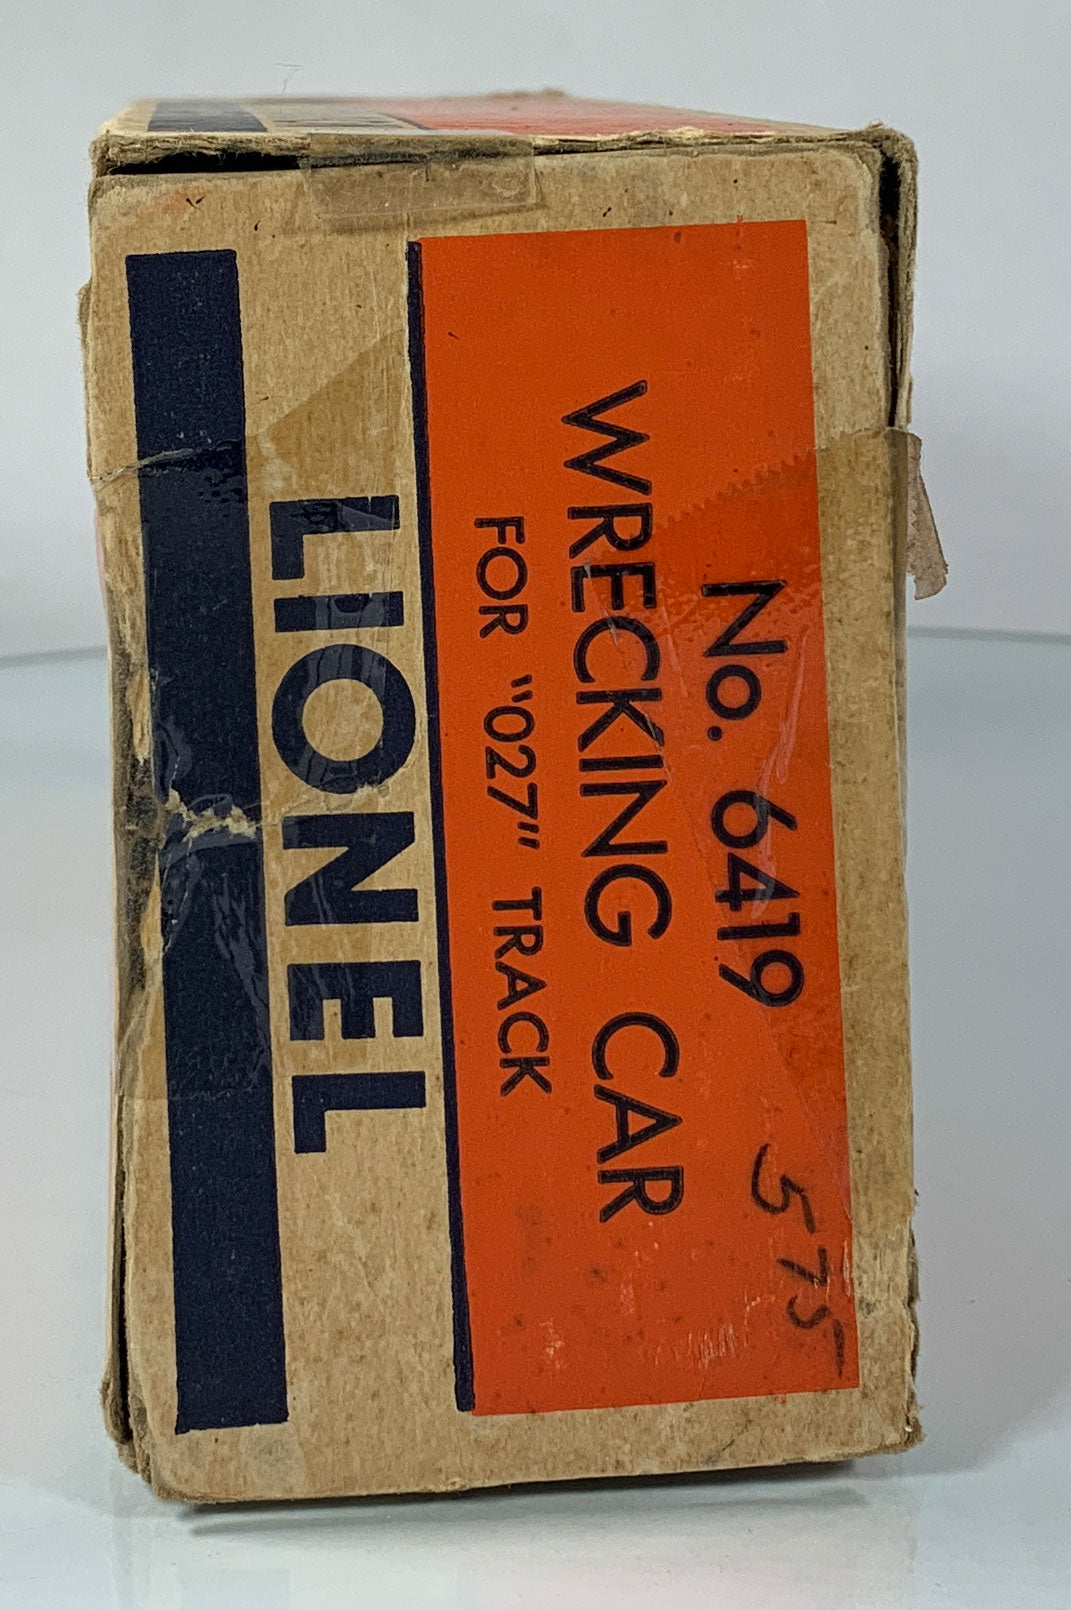 No. 6419
575
WRECKING CAR
FOR "027" TRACK
LIONEL